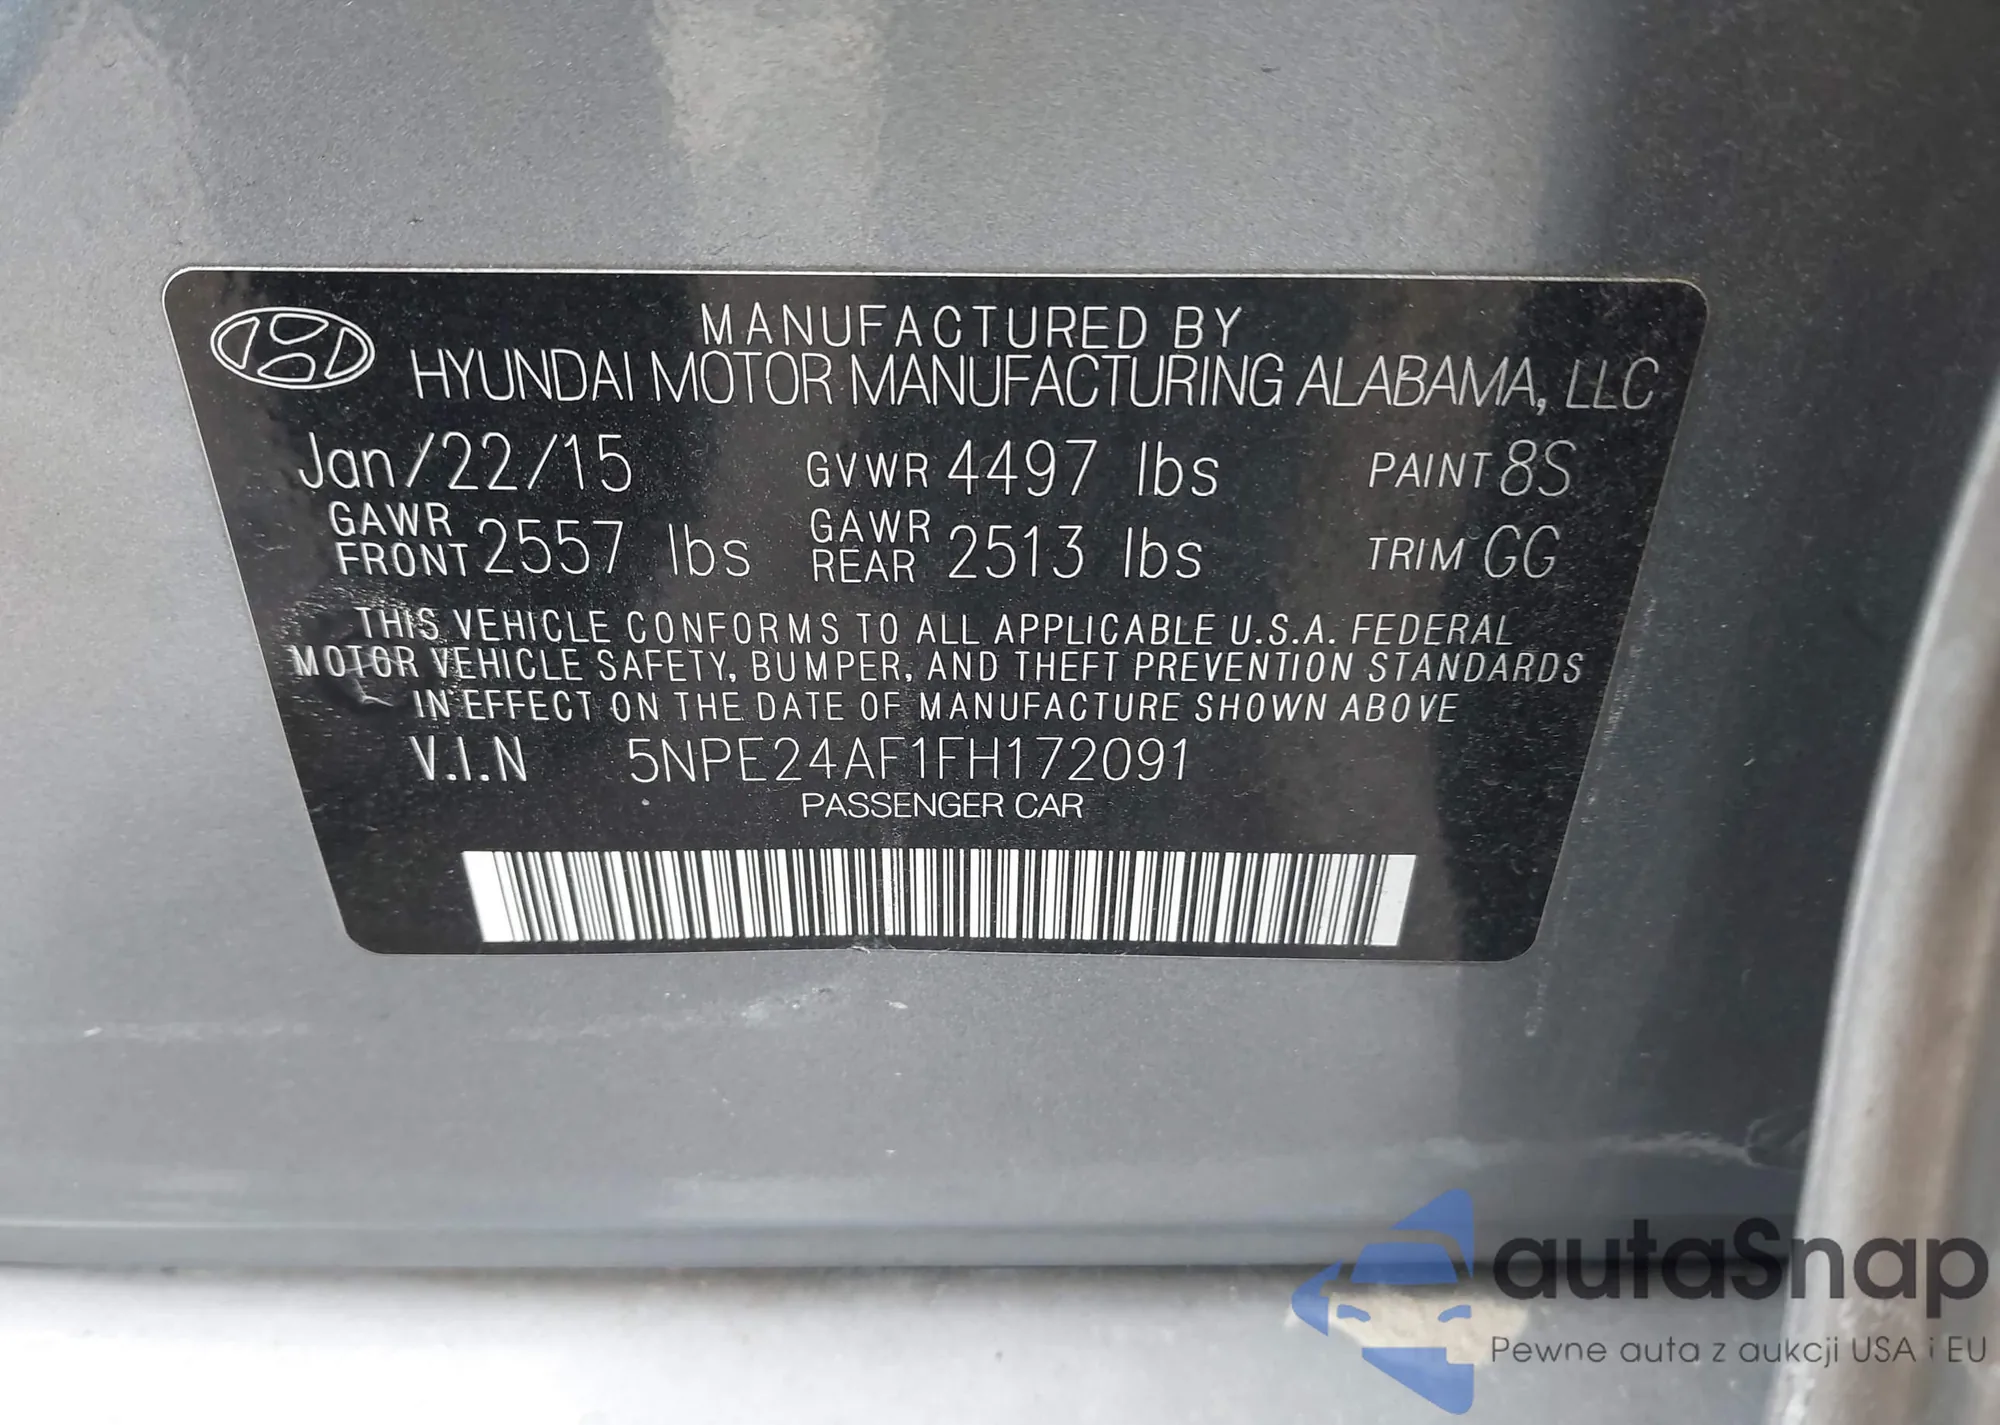 MANUFACTURED BY
HYUNDAI MOTOR MANUFACTURING ALABAMA, LLC
Jan/22/15 GVWR 4497 lbs PAINT 8S
GAWR FRONT 2557 lbs GAWR REAR 2513 lbs TRIM GG
THIS VEHICLE CONFORMS TO ALL APPLICABLE U.S.A. FEDERAL
MOTOR VEHICLE SAFETY, BUMPER, AND THEFT PREVENTION STANDARDS
IN EFFECT ON THE DATE OF MANUFACTURE SHOWN ABOVE
V.I.N 5NPE24AF1FH172091
PASSENGER CAR
autaSnap
Pewne auta z aukcji USA i EU